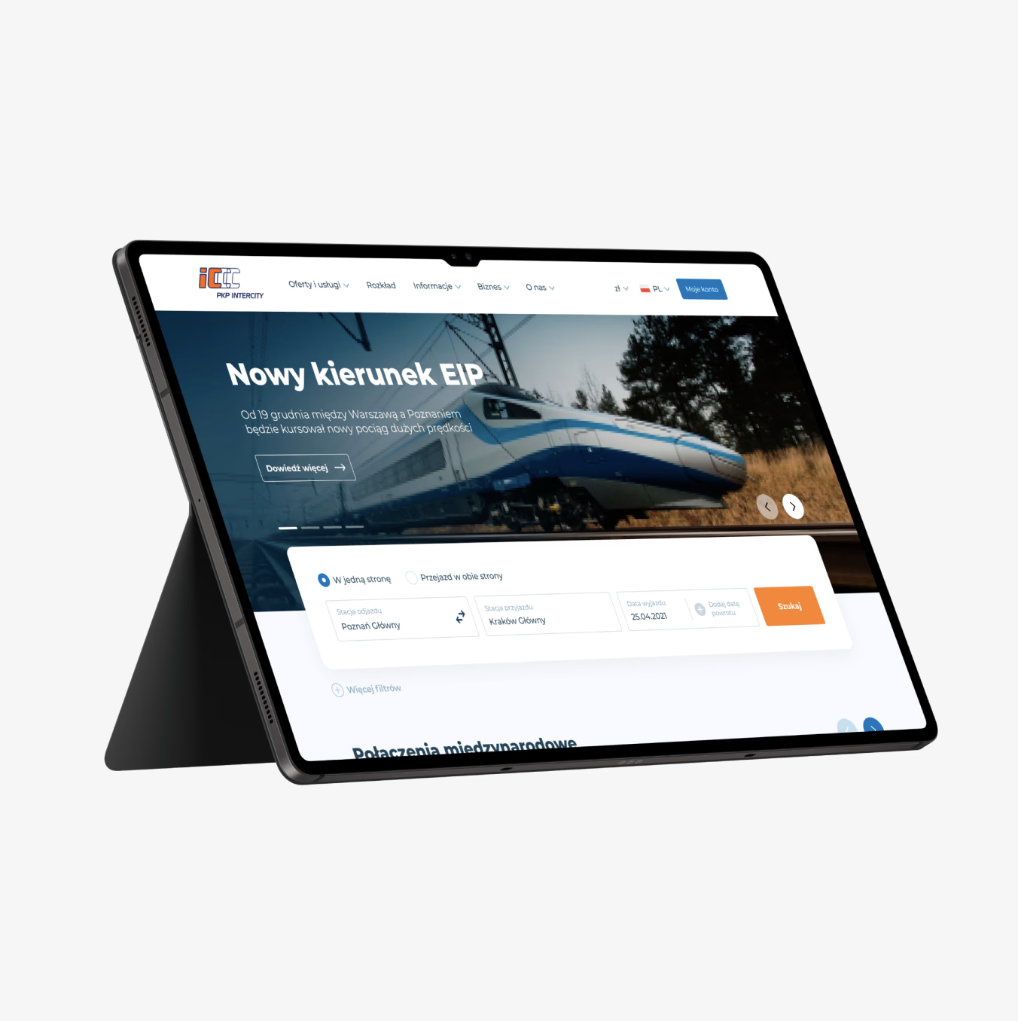 iC
PKP INTERCITY
Oferty i usługi
Rozkład
Informacje
Biznes
O nas
zł
PL
Moje konto
Nowy kierunek EIP
Od 19 grudnia między Warszawą a Poznaniem
będzie kursował nowy pociąg dużych prędkości
Dowiedź więcej
W jedną stronę
Przejazd w obie strony
Stacja odjazdu
Poznań Główny
Stacja przyjazdu
Kraków Główny
Data wyjazdu
25.04.2021
Dodaj datę
powrotu
Szukaj
Więcej filtrów
Połączenia międzynarodowe